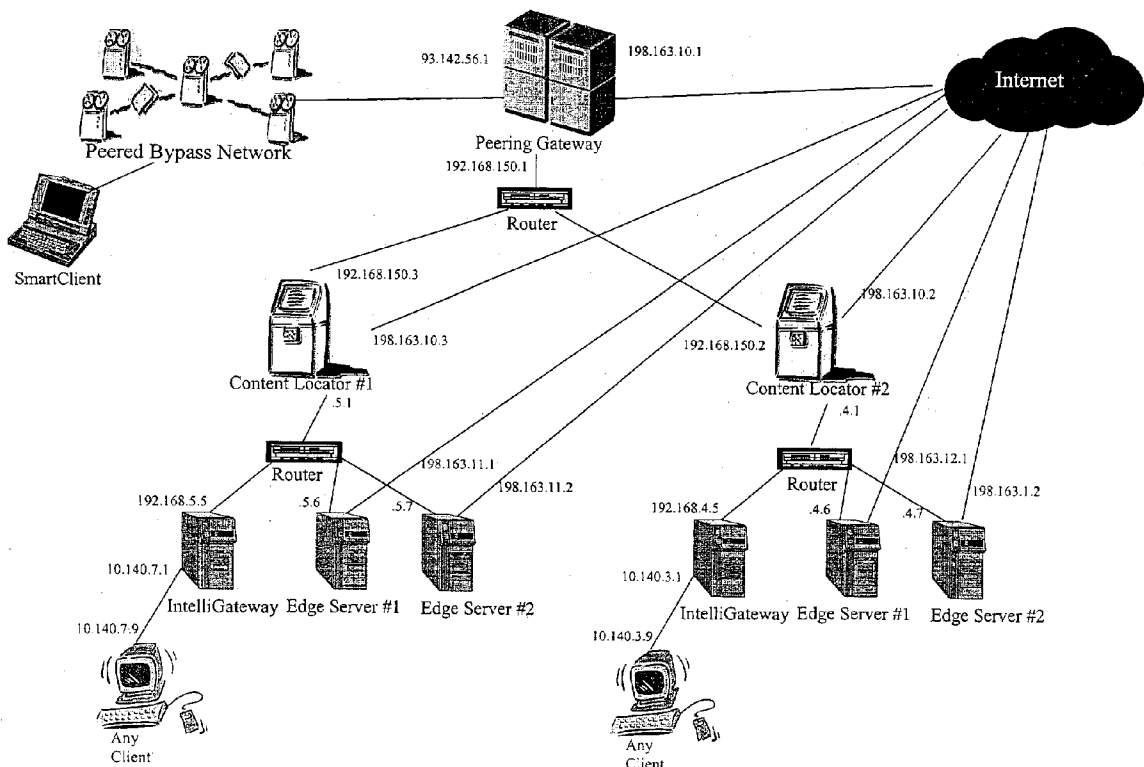 93.142.56.1
198.163.10.1
Internet
Peering Gateway
Peered Bypass Network
192.168.150.1
Router
SmartClient
192.168.150.3
198.163.10.2
198.163.10.3
192.168.150.2
Content Locator #1
Content Locator #2
.5.1
.4.1
Router
198.163.11.1
Router
198.163.12.1
192.168.5.5
.5.6
.5.7
198.163.11.2
192.168.4.5
.4.6
.4.7
198.163.1.2
10.140.7.1
10.140.3.1
IntelliGateway
Edge Server #1
Edge Server #2
IntelliGateway
Edge Server #1
Edge Server #2
10.140.7.9
10.140.3.9
Any
Client
Any
Client